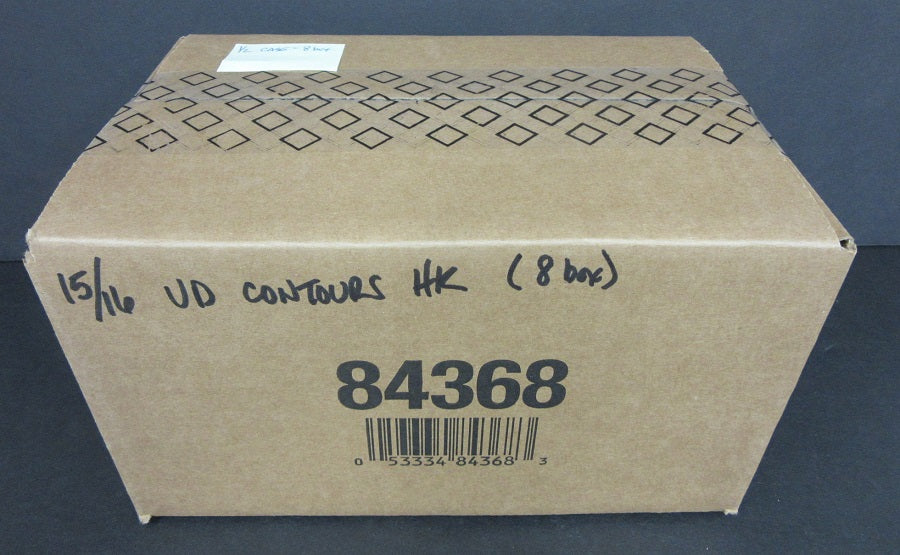 1/2 CASE - 8 box
15/16 UD CONTOURS HK (8 box)
84368
0 53334 84368 3